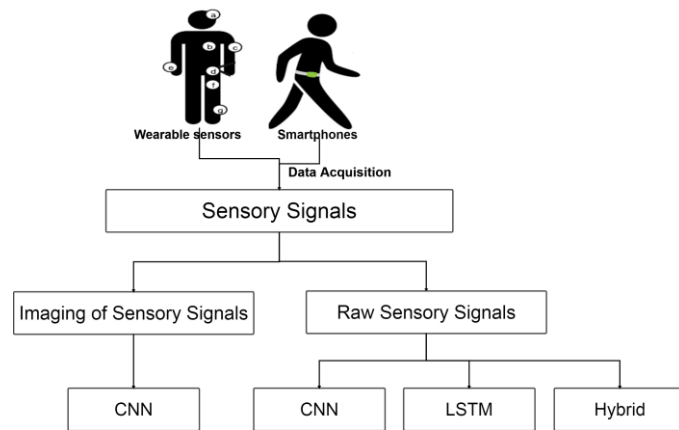 a
b
c
d
e
f
g
Wearable sensors
Smartphones
Data Acquisition
Sensory Signals
Imaging of Sensory Signals
Raw Sensory Signals
CNN
CNN
LSTM
Hybrid